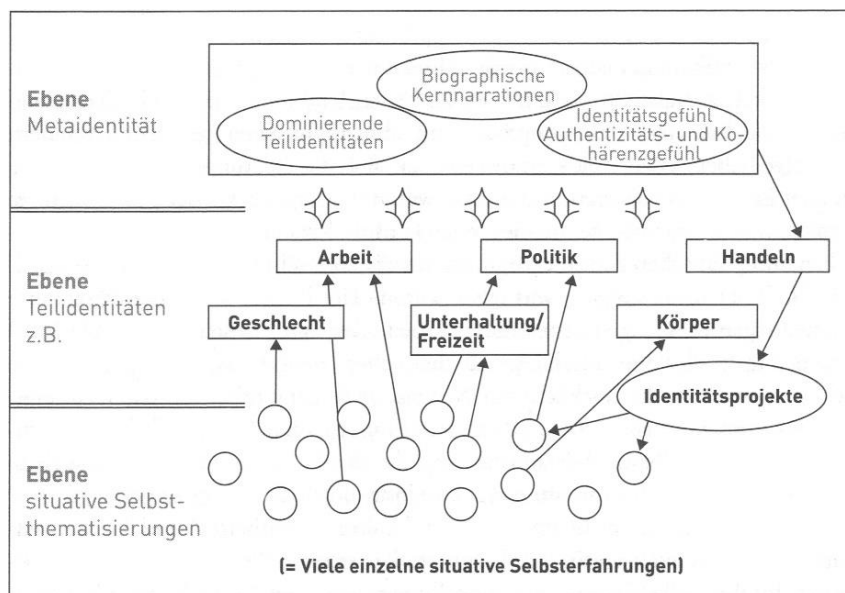 Ebene
Metaidentität
Biographische
Kernnarrationen
Dominierende
Teilidentitäten
Identitätsgefühl
Authentizitäts- und Ko-
härenzgefühl
Ebene
Teilidentitäten
z.B.
Arbeit
Politik
Handeln
Geschlecht
Unterhaltung/
Freizeit
Körper
Identitätsprojekte
Ebene
situative Selbst-
thematisierungen
(= Viele einzelne situative Selbsterfahrungen)